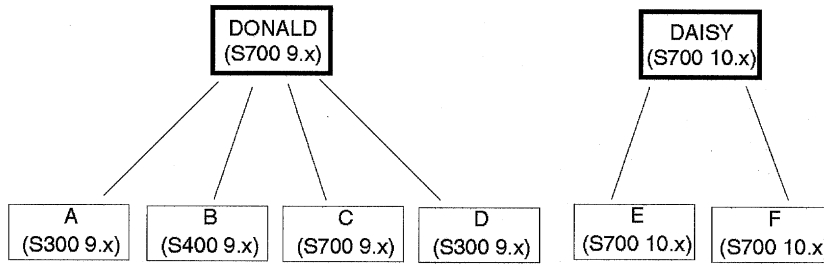 DONALD
(S700 9.x)
DAISY
(S700 10.x)
A
(S300 9.x)
B
(S400 9.x)
C
(S700 9.x)
D
(S300 9.x)
E
(S700 10.x)
F
(S700 10.x)